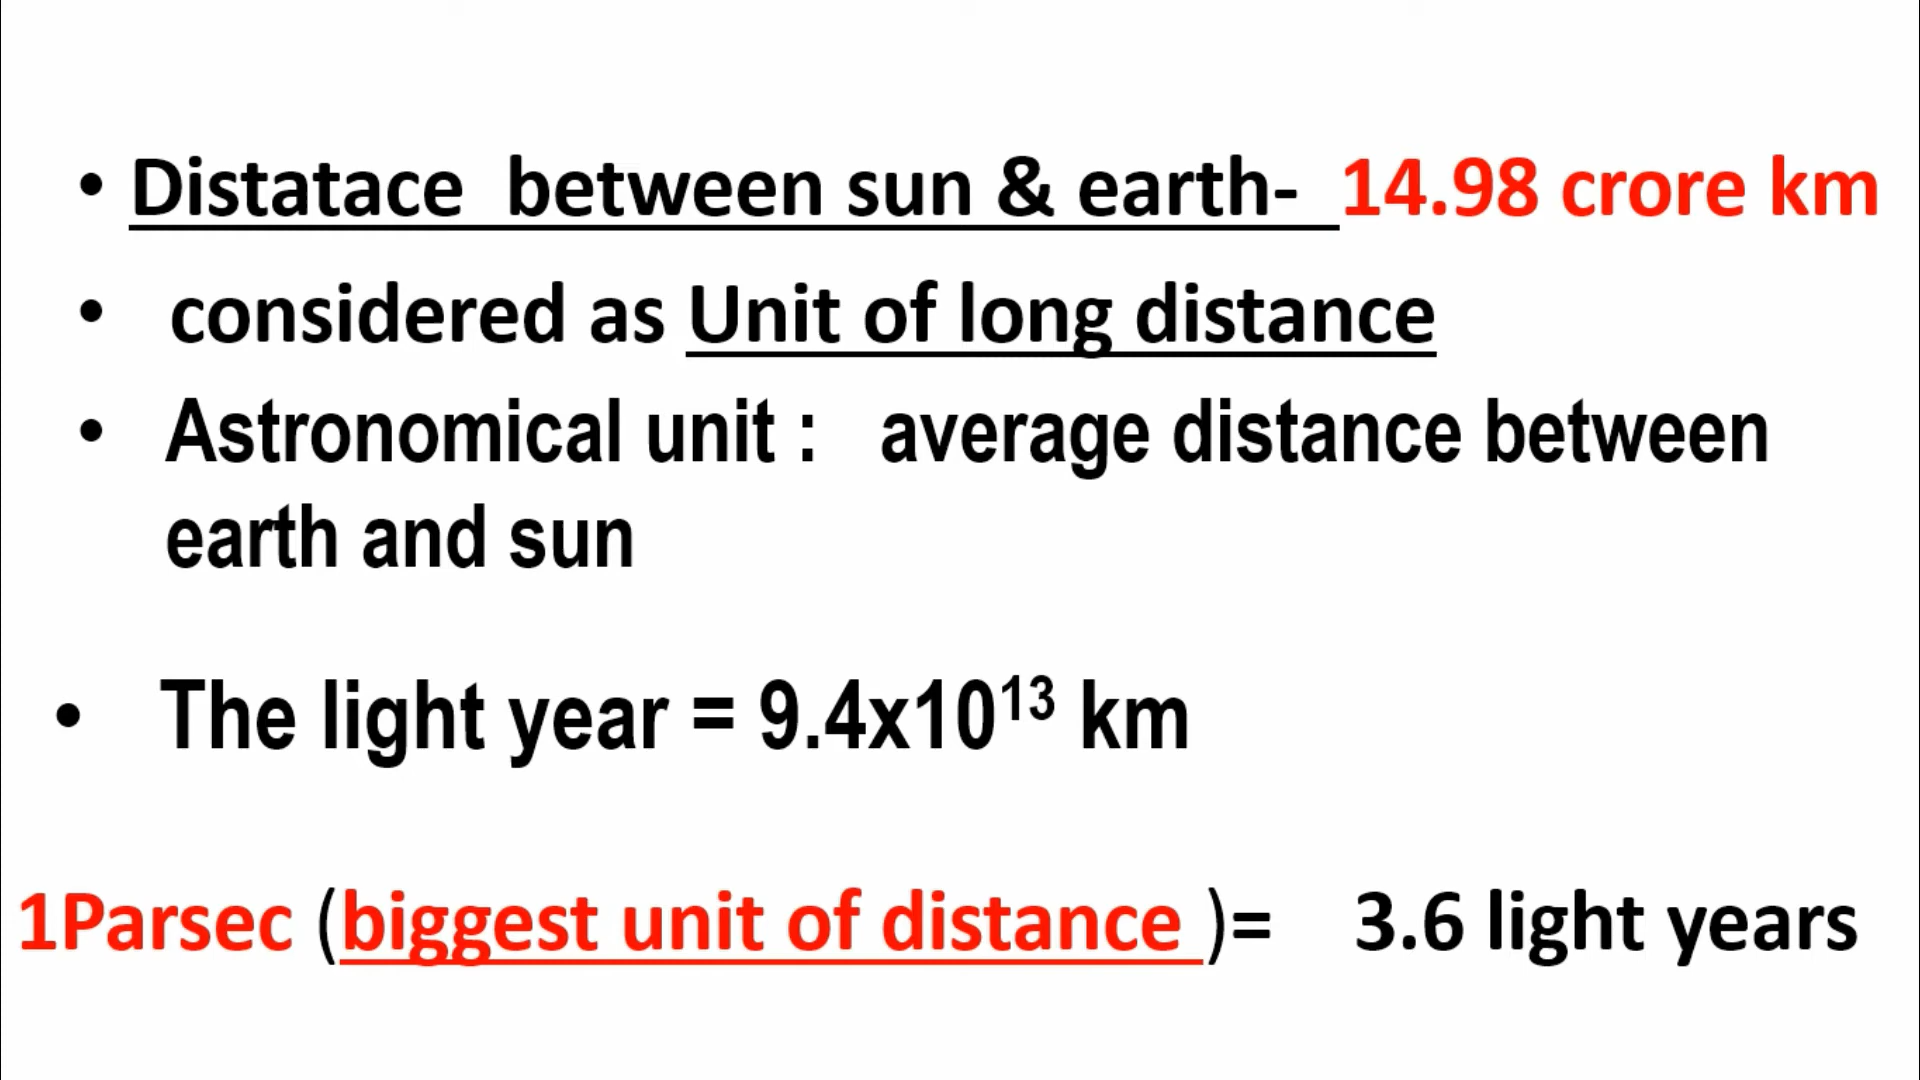 • Distatace between sun & earth- 14.98 crore km
• considered as Unit of long distance
• Astronomical unit : average distance between
earth and sun
• The light year = 9.4x10¹³ km
1Parsec (biggest unit of distance )= 3.6 light years